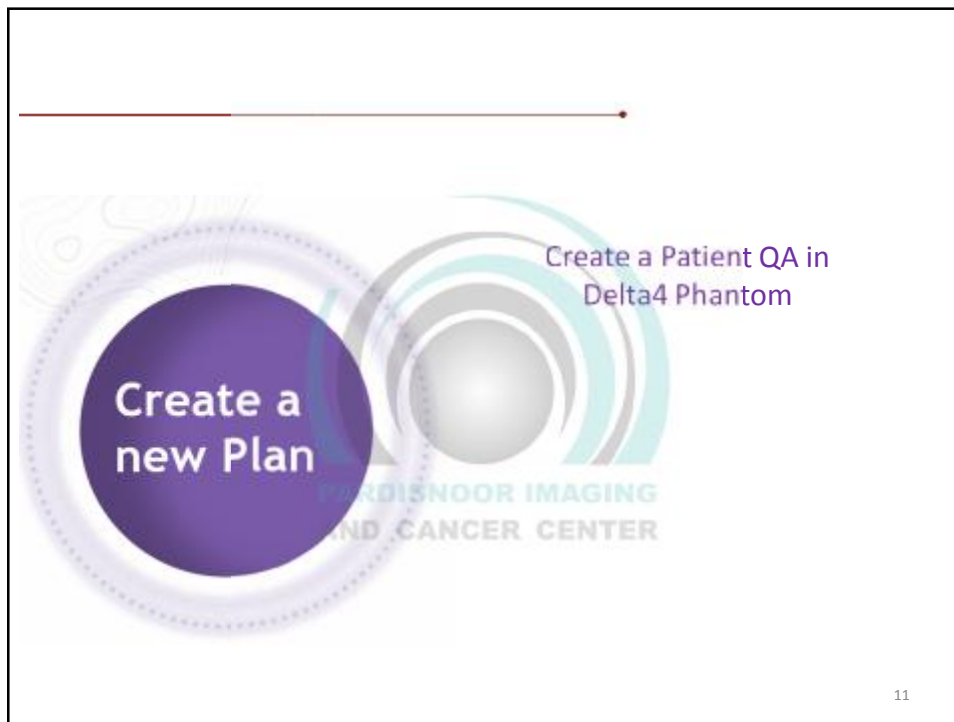 Create a Patient QA in
Delta4 Phantom
Create a
new Plan
PARDISNOOR IMAGING
AND CANCER CENTER
11